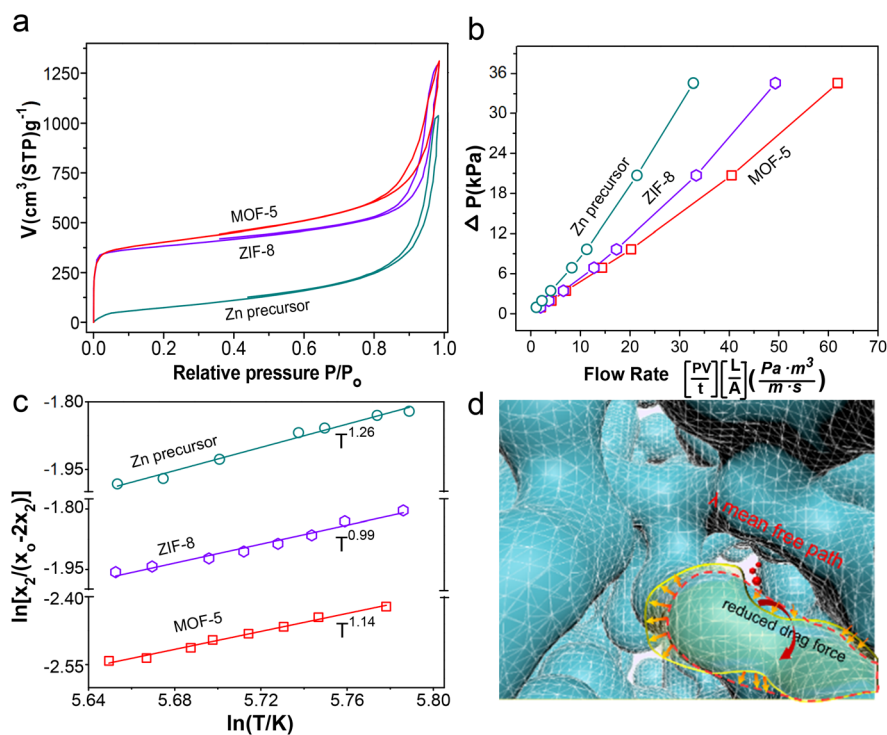 a
V(cm³(STP)g⁻¹)
1250
1000
750
500
250
0
MOF-5
ZIF-8
Zn precursor
0.0 0.2 0.4 0.6 0.8 1.0
Relative pressure P/Pₒ
b
Δ P(kPa)
36
30
24
18
12
6
0
Zn precursor
ZIF-8
MOF-5
0 10 20 30 40 50 60 70
Flow Rate [PV/t][L/A](Pa·m³/m·s)
c
ln[x₂/(xₒ-2x₂)]
-1.80
Zn precursor
T^1.26
-1.95
-1.80
ZIF-8
T^0.99
-1.95
-2.40
MOF-5
T^1.14
-2.55
5.64 5.68 5.72 5.76 5.80
ln(T/K)
d
λ mean free path
reduced drag force